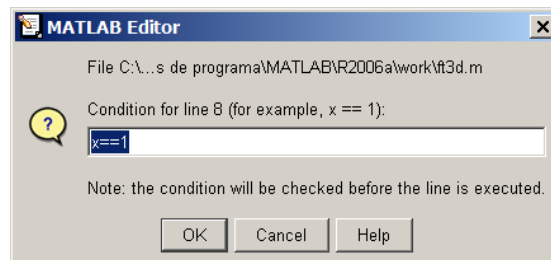 MATLAB Editor
File C:\...s de programa\MATLAB\R2006a\work\ft3d.m
Condition for line 8 (for example, x == 1):
x==1
Note: the condition will be checked before the line is executed.
OK Cancel Help